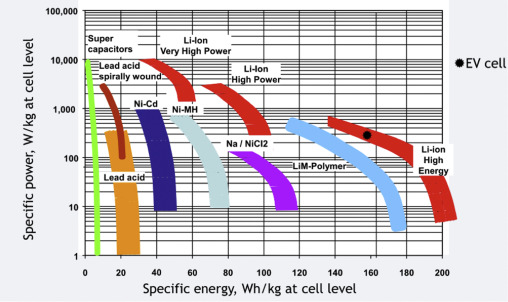 100,000
10,000
1,000
100
10
1
Specific power, W/kg at cell level
Super
capacitors
Lead acid
spirally wound
Li-Ion
Very High Power
Li-Ion
High Power
Ni-Cd
Ni-MH
Lead acid
Na / NiCl2
LiM-Polymer
Li-ion
High
Energy
EV cell
0 20 40 60 80 100 120 140 160 180 200
Specific energy, Wh/kg at cell level